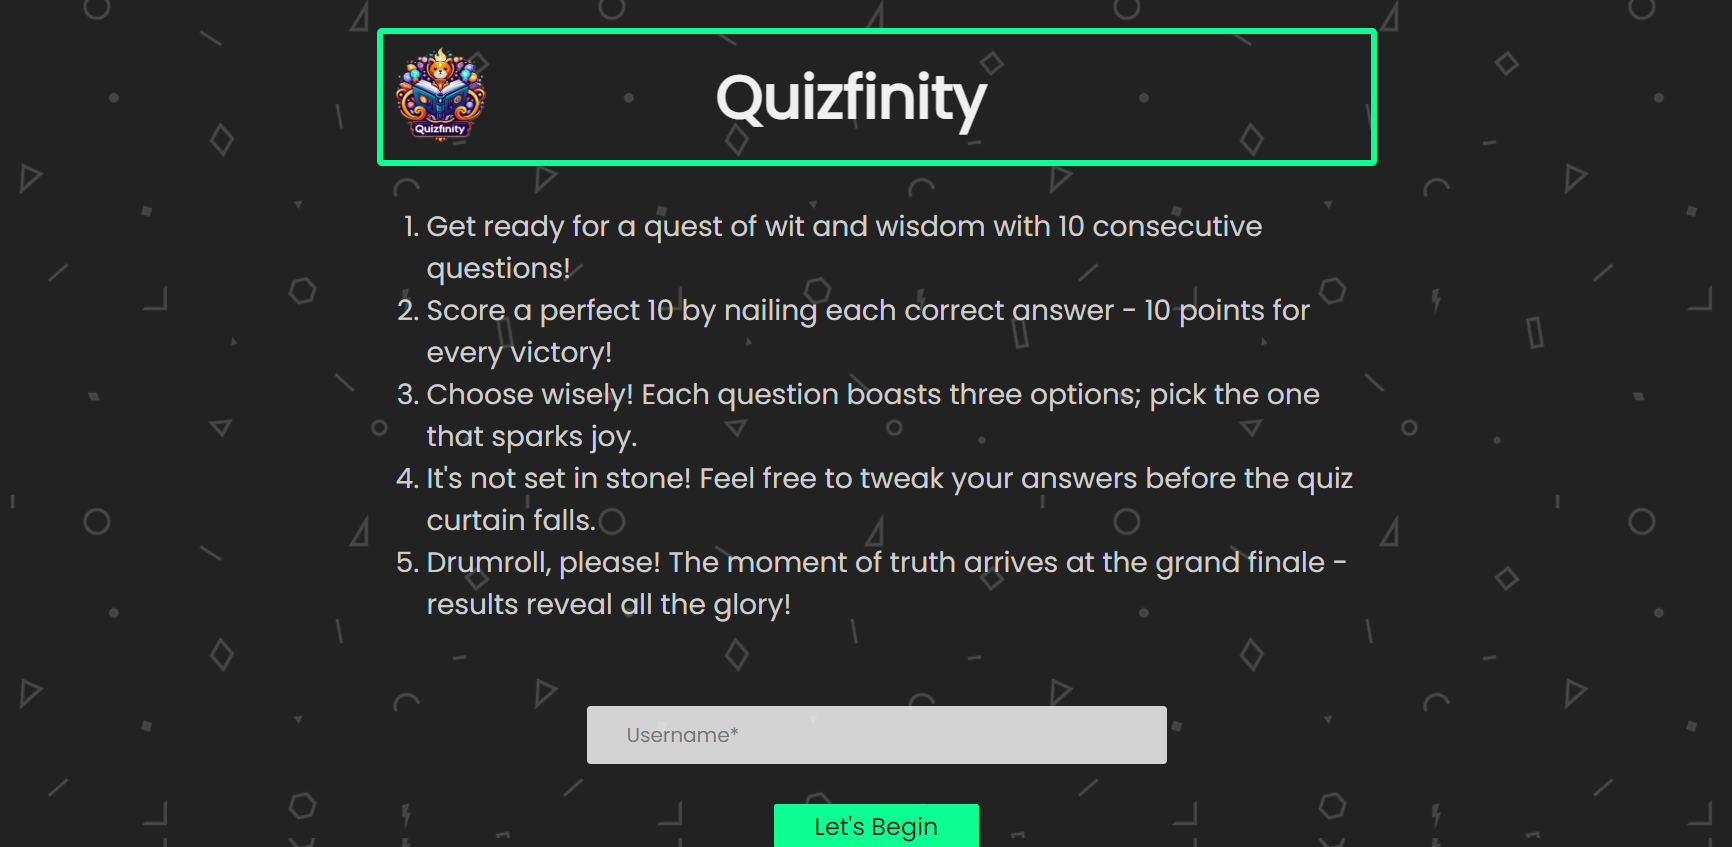 Quizfinity
Quizfinity
1. Get ready for a quest of wit and wisdom with 10 consecutive
questions!
2. Score a perfect 10 by nailing each correct answer - 10 points for
every victory!
3. Choose wisely! Each question boasts three options; pick the one
that sparks joy.
4. It's not set in stone! Feel free to tweak your answers before the quiz
curtain falls.
5. Drumroll, please! The moment of truth arrives at the grand finale -
results reveal all the glory!
Username*
Let's Begin